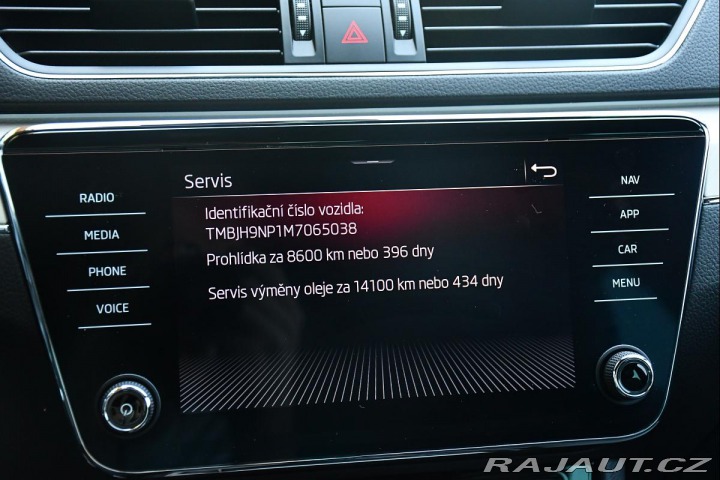 Servis
Identifikační číslo vozidla:
TMBJH9NP1M7065038
Prohlídka za 8600 km nebo 396 dny
Servis výměny oleje za 14100 km nebo 434 dny
RADIO
MEDIA
PHONE
VOICE
NAV
APP
CAR
MENU
RAJAUT.CZ